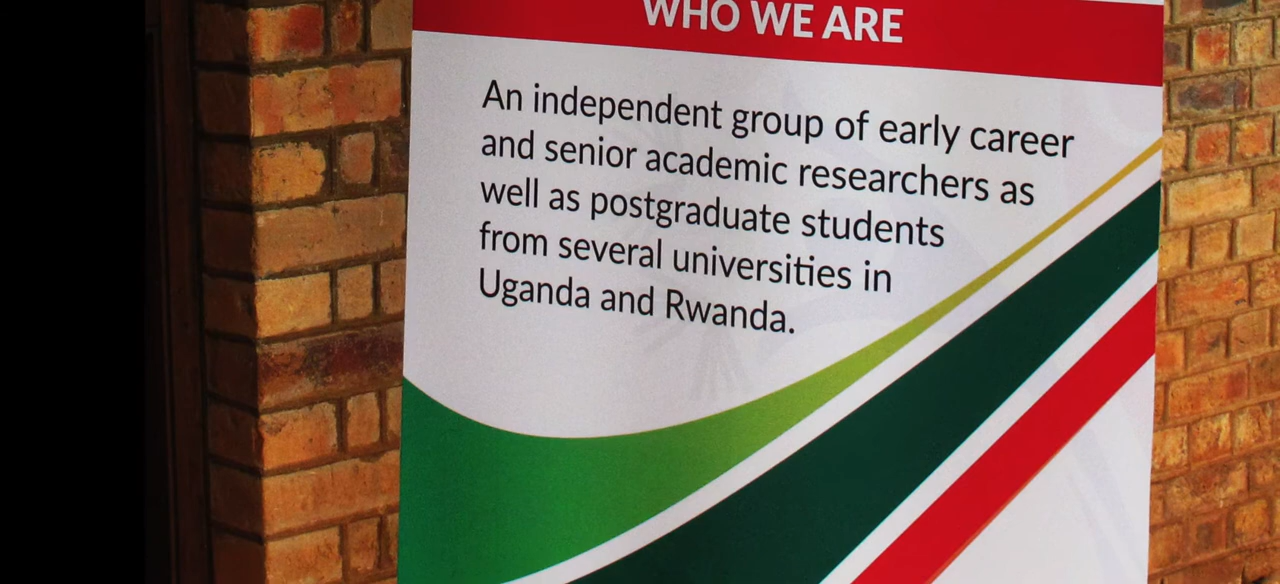 WHO WE ARE
An independent group of early career
and senior academic researchers as
well as postgraduate students
from several universities in
Uganda and Rwanda.